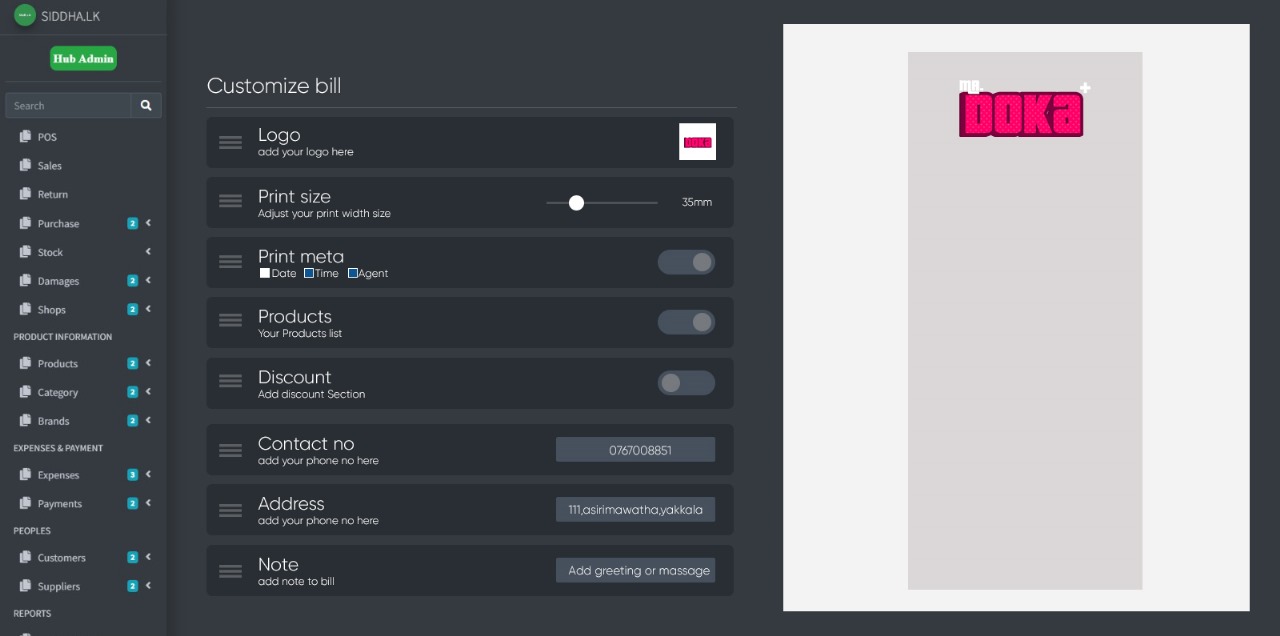 SIDDHA.LK
Hub Admin
Search
POS
Sales
Return
Purchase 2
Stock
Damages 2
Shops 2
PRODUCT INFORMATION
Products 2
Category 2
Brands 2
EXPENSES & PAYMENT
Expenses 3
Payments 2
PEOPLES
Customers 2
Suppliers 2
REPORTS
Customize bill
Logo
add your logo here
DOKA
Print size
Adjust your print width size
35mm
Print meta
Date Time Agent
Products
Your Products list
Discount
Add discount Section
Contact no
add your phone no here
0767008851
Address
add your phone no here
111,asirimawatha,yakkala
Note
add note to bill
Add greeting or massage
MR.
DOKA
+